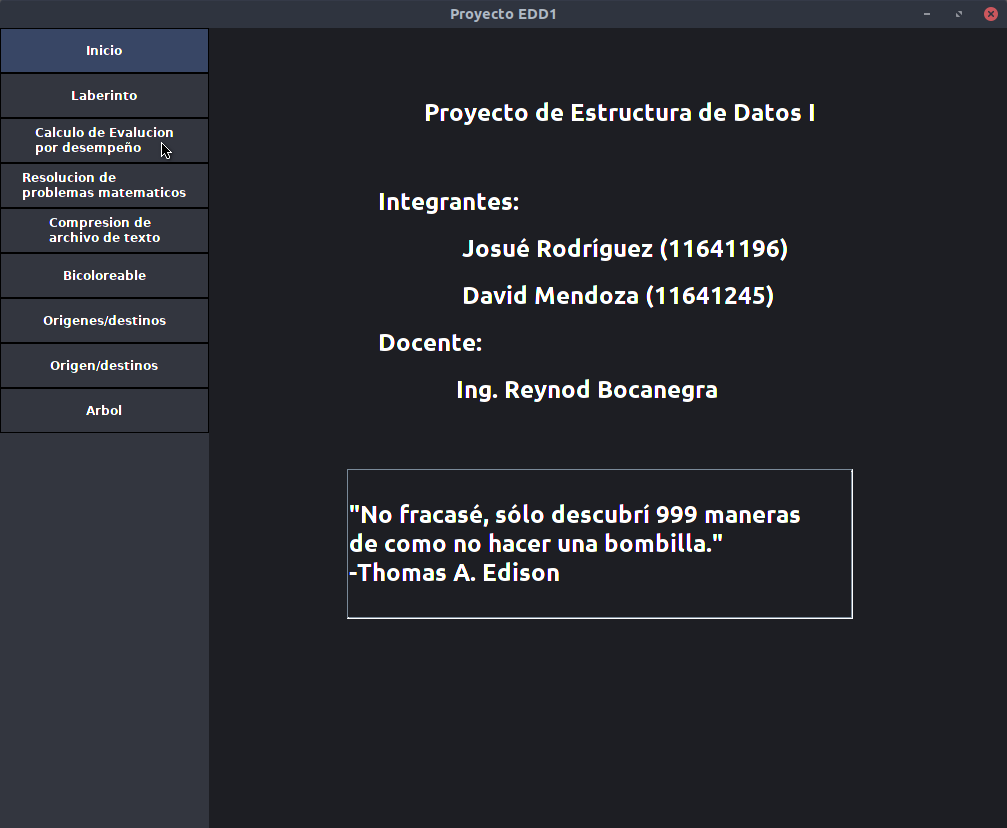 Proyecto EDD1
Inicio
Laberinto
Calculo de Evalucion
por desempeño
Resolucion de
problemas matematicos
Compresion de
archivo de texto
Bicoloreable
Origenes/destinos
Origen/destinos
Arbol
Proyecto de Estructura de Datos I
Integrantes:
Josué Rodríguez (11641196)
David Mendoza (11641245)
Docente:
Ing. Reynod Bocanegra
"No fracasé, sólo descubrí 999 maneras
de como no hacer una bombilla."
-Thomas A. Edison